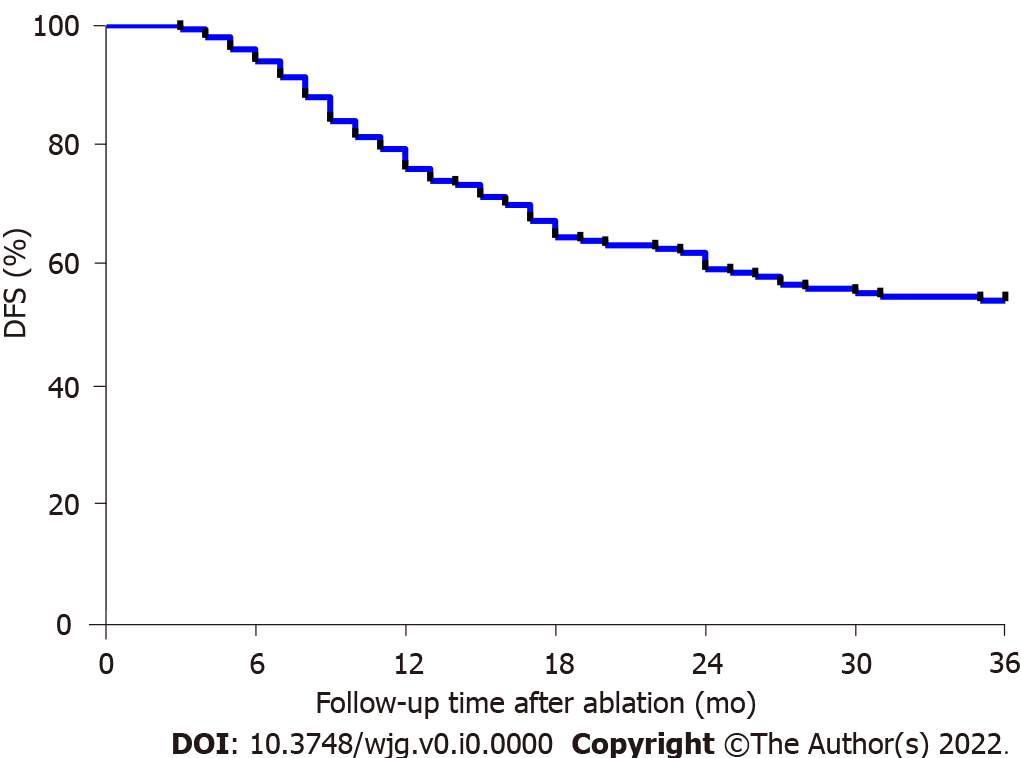 100
80
60
40
20
0
DFS (%)
0 6 12 18 24 30 36
Follow-up time after ablation (mo)
DOI: 10.3748/wjg.v0.i0.0000 Copyright ©The Author(s) 2022.